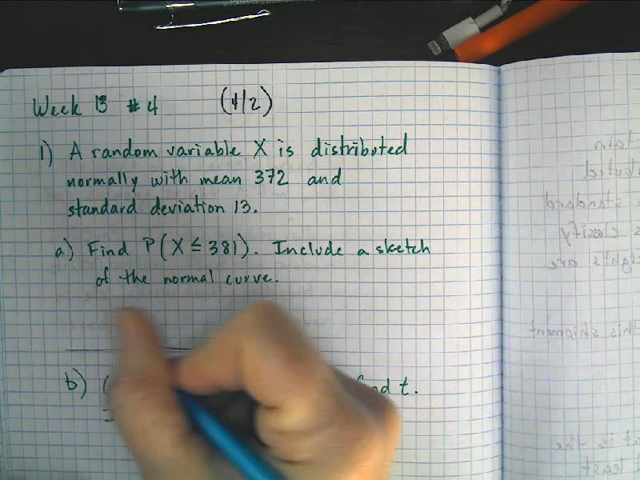 Week 13 #4 (4/2)
1) A random variable X is distributed
normally with mean 372 and
standard deviation 13.
a) Find P(X ≤ 381). Include a sketch
of the normal curve.
b) find t.